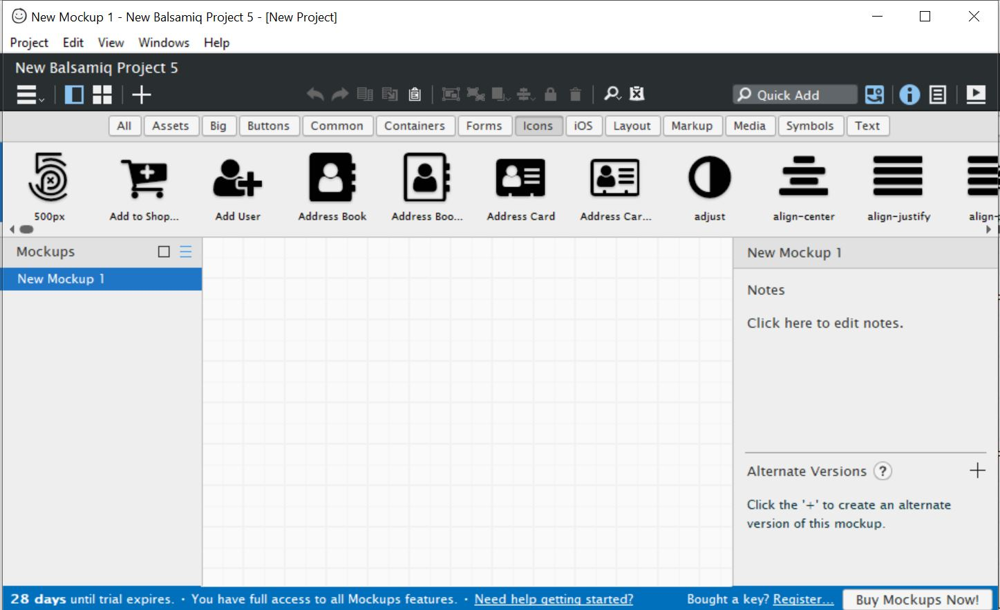 New Mockup 1 - New Balsamiq Project 5 - [New Project]
Project Edit View Windows Help
New Balsamiq Project 5
Quick Add
All Assets Big Buttons Common Containers Forms Icons iOS Layout Markup Media Symbols Text
500px Add to Shop... Add User Address Book Address Boo... Address Card Address Car... adjust align-center align-justify align-
Mockups
New Mockup 1
New Mockup 1
Notes
Click here to edit notes.
Alternate Versions ?
Click the '+' to create an alternate
version of this mockup.
28 days until trial expires. · You have full access to all Mockups features. · Need help getting started? Bought a key? Register... Buy Mockups Now!